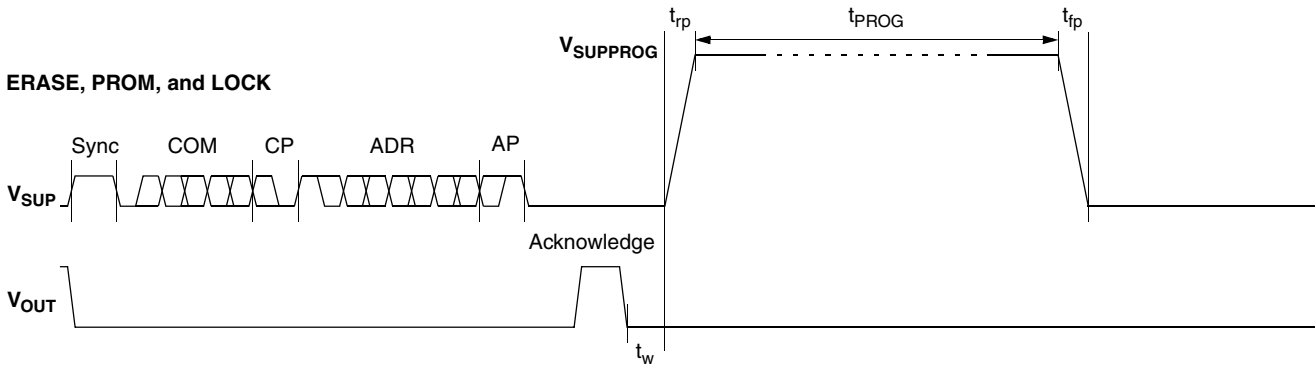 t_rp t_PROG t_fp
V_SUPPROG
ERASE, PROM, and LOCK
Sync COM CP ADR AP
V_SUP
Acknowledge
V_OUT
t_w